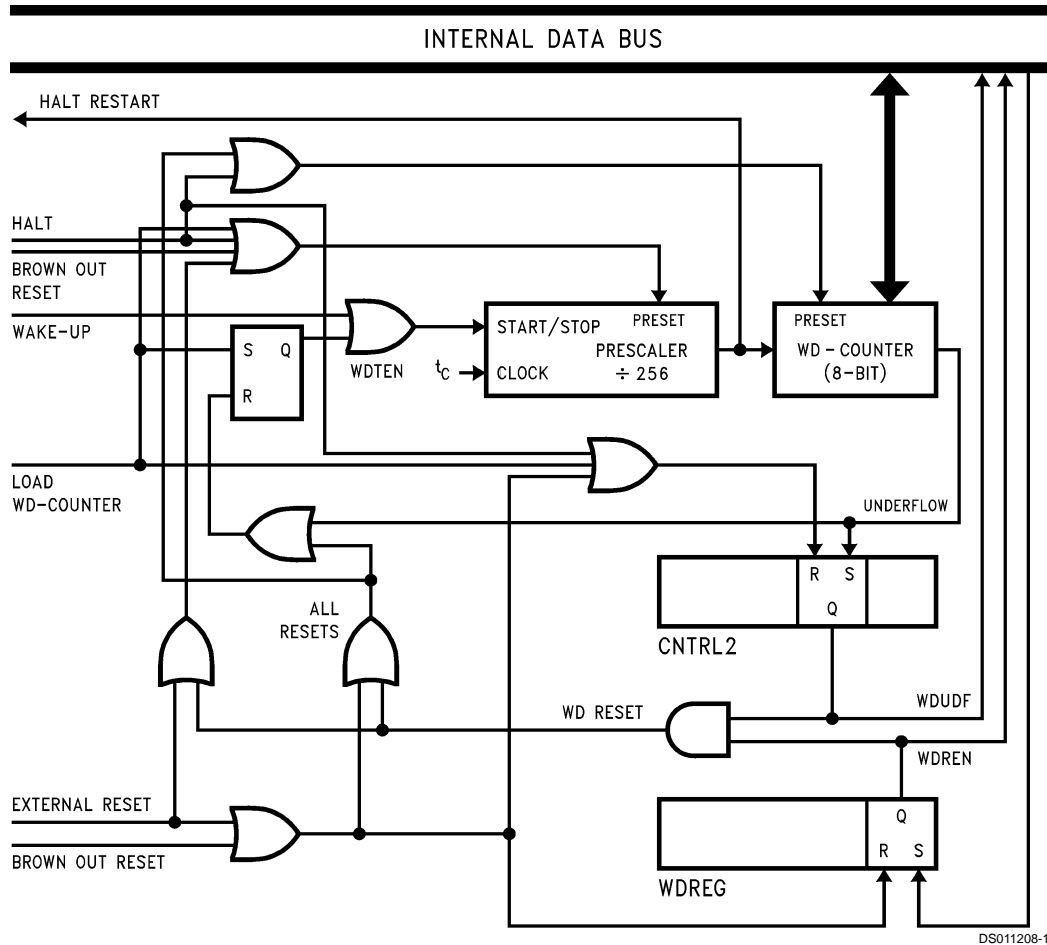 INTERNAL DATA BUS
HALT RESTART
HALT
BROWN OUT
RESET
WAKE-UP
WDTEN
S Q
R
START/STOP PRESET
PRESCALER
÷ 256
tC CLOCK
PRESET
WD - COUNTER
(8-BIT)
LOAD
WD-COUNTER
UNDERFLOW
R S
Q
CNTRL2
ALL
RESETS
WD RESET
WDUDF
WDREN
EXTERNAL RESET
BROWN OUT RESET
Q
R S
WDREG
DS011208-1